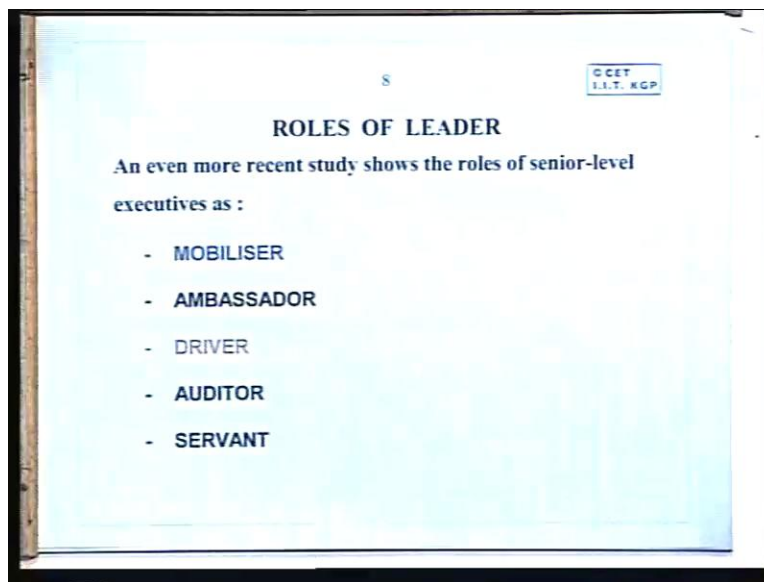 8
© CET
I.I.T. KGP
ROLES OF LEADER
An even more recent study shows the roles of senior-level
executives as :
- MOBILISER
- AMBASSADOR
- DRIVER
- AUDITOR
- SERVANT